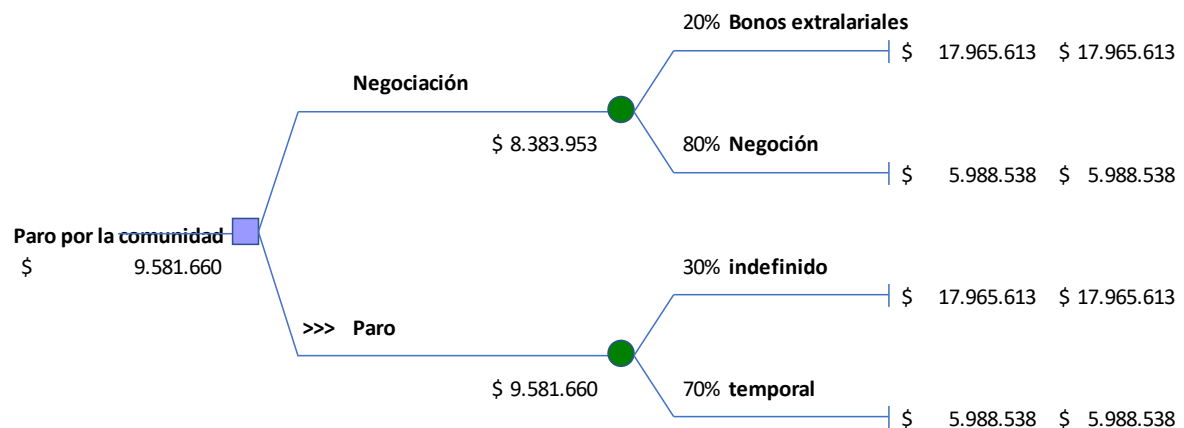 20% Bonos extralariales
$ 17.965.613 $ 17.965.613
Negociación
$ 8.383.953
80% Negoción
$ 5.988.538 $ 5.988.538
Paro por la comunidad
$ 9.581.660
30% indefinido
$ 17.965.613 $ 17.965.613
>>> Paro
$ 9.581.660
70% temporal
$ 5.988.538 $ 5.988.538